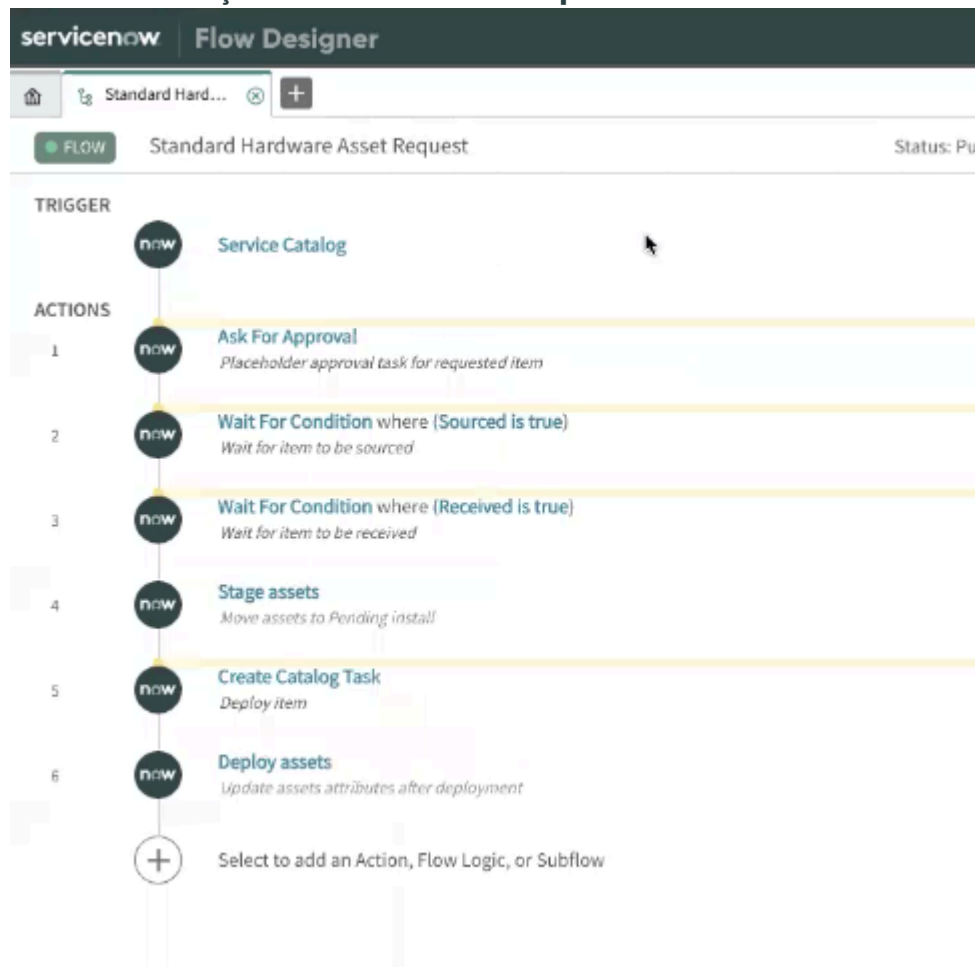 servicenow Flow Designer
Standard Hard...
FLOW Standard Hardware Asset Request Status: Pu
TRIGGER
now Service Catalog
ACTIONS
1 now Ask For Approval
Placeholder approval task for requested item
2 now Wait For Condition where (Sourced is true)
Wait for item to be sourced
3 now Wait For Condition where (Received is true)
Wait for item to be received
4 now Stage assets
Move assets to Pending install
5 now Create Catalog Task
Deploy item
6 now Deploy assets
Update assets attributes after deployment
Select to add an Action, Flow Logic, or Subflow